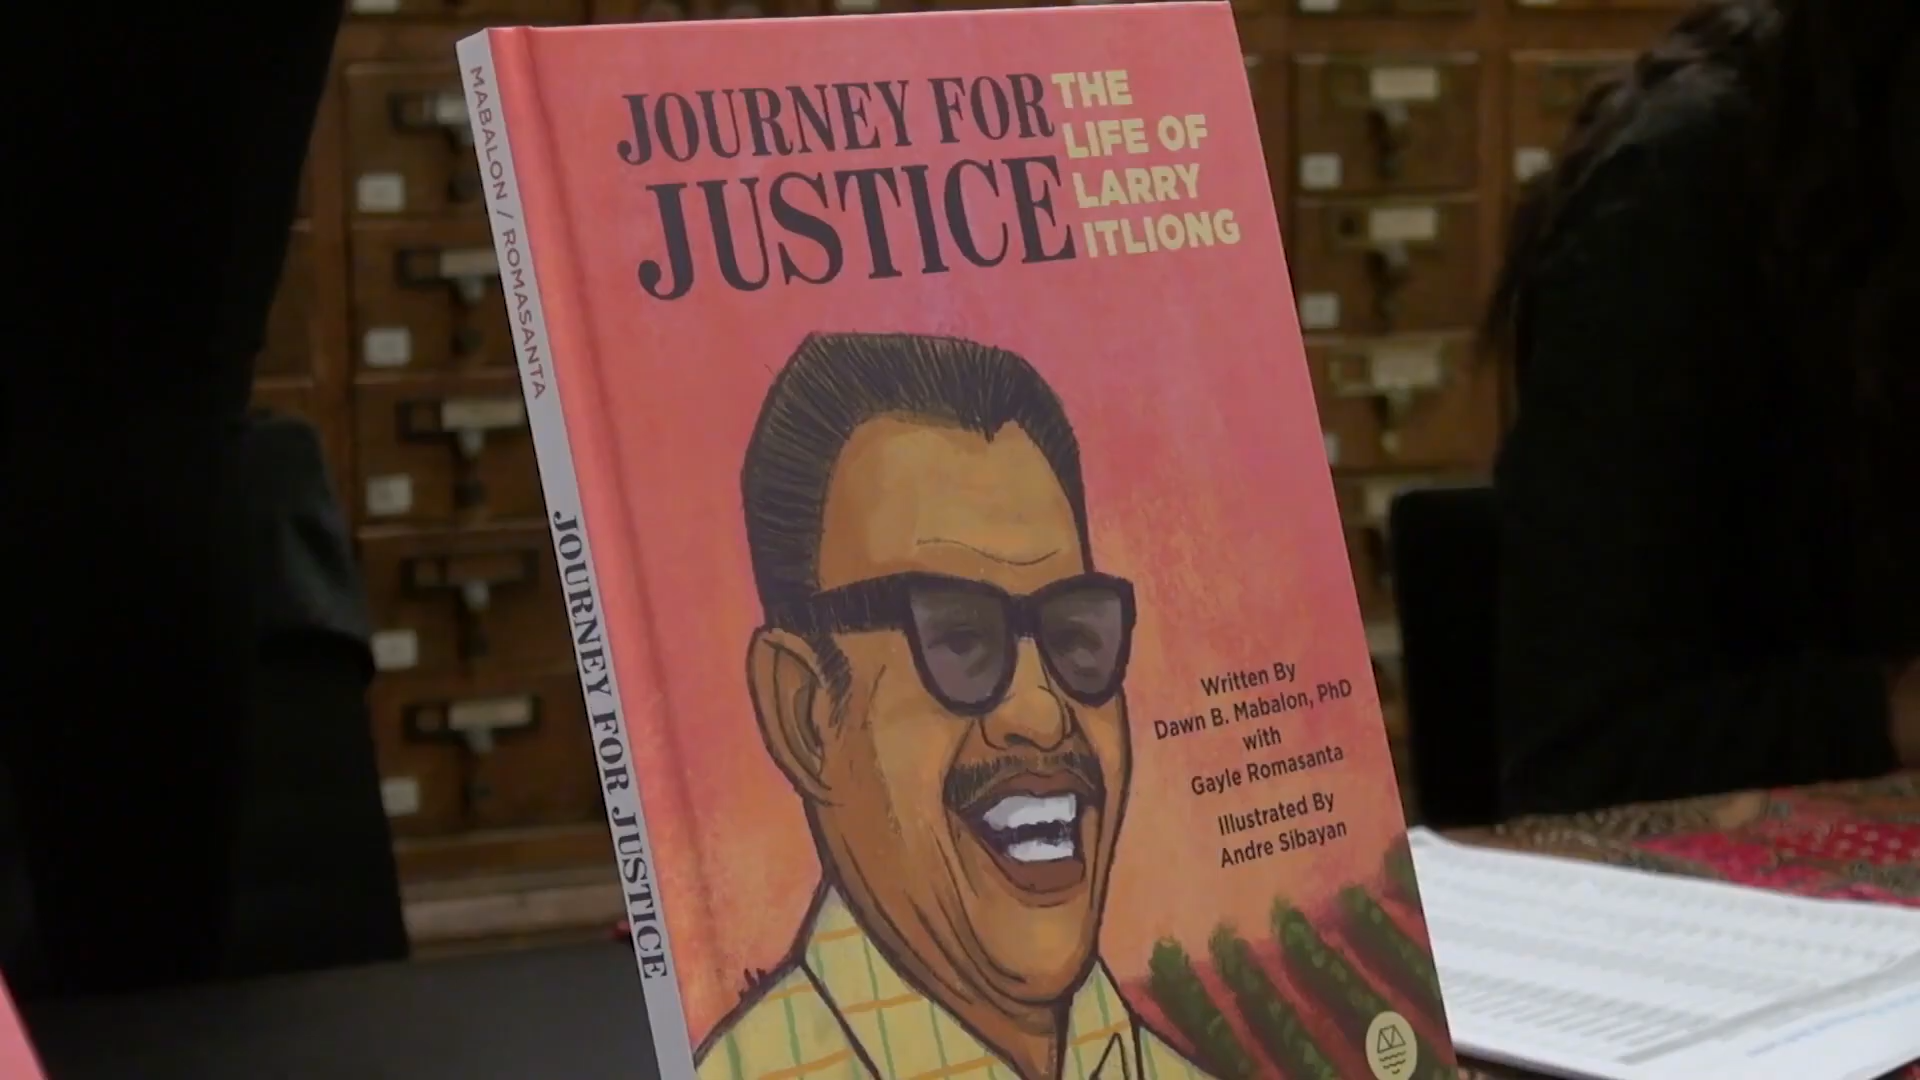 JOURNEY FOR
JUSTICE
THE
LIFE OF
LARRY
ITLIONG
Written By
Dawn B. Mabalon, PhD
with
Gayle Romasanta
Illustrated By
Andre Sibayan
MABALON / ROMASANTA
JOURNEY FOR JUSTICE